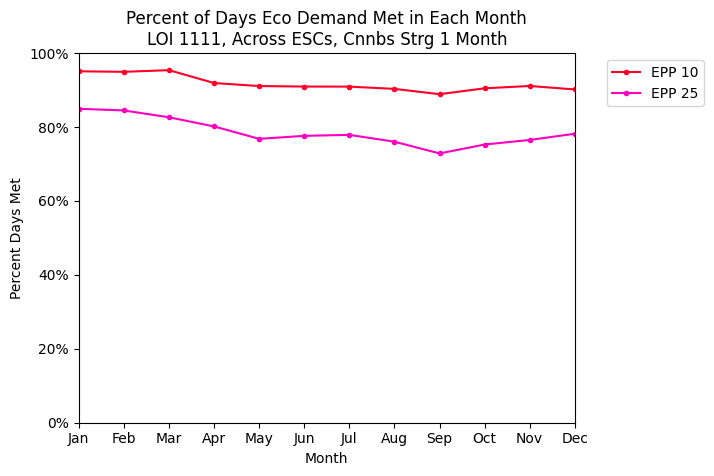 Percent of Days Eco Demand Met in Each Month
LOI 1111, Across ESCs, Cnnbs Strg 1 Month
EPP 10
EPP 25
Percent Days Met
100%
80%
60%
40%
20%
0%
Jan Feb Mar Apr May Jun Jul Aug Sep Oct Nov Dec
Month